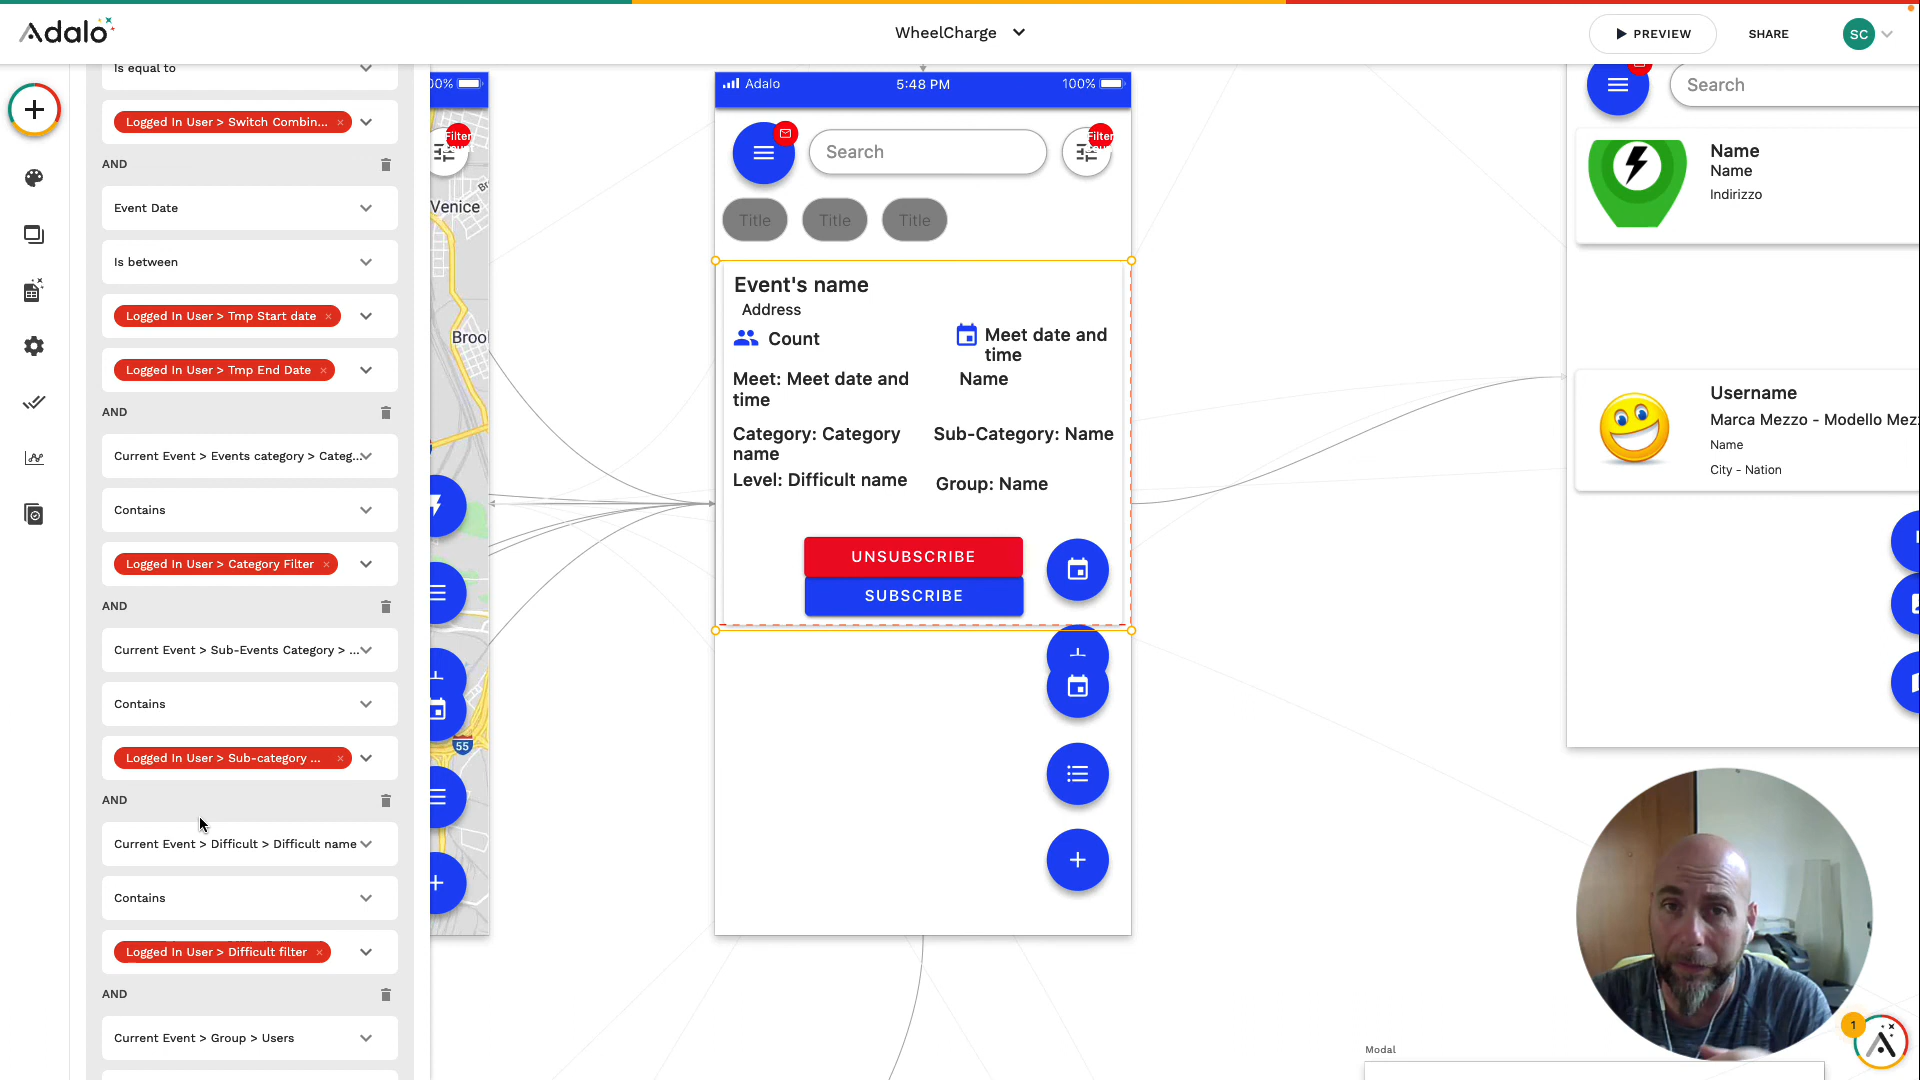 Adalo
WheelCharge
PREVIEW
SHARE
SC
Is equal to
Logged In User > Switch Combin... ×
AND
Event Date
Is between
Logged In User > Tmp Start date ×
Logged In User > Tmp End Date ×
AND
Current Event > Events category > Categ...
Contains
Logged In User > Category Filter ×
AND
Current Event > Sub-Events Category > ...
Contains
Logged In User > Sub-category ... ×
AND
Current Event > Difficult > Difficult name
Contains
Logged In User > Difficult filter ×
AND
Current Event > Group > Users
00%
Filter
Venice
Brool
55
Adalo
5:48 PM
100%
Search
Filter
Title
Title
Title
Event's name
Address
Count
Meet date and
time
Meet: Meet date and
time
Name
Category: Category
name
Sub-Category: Name
Level: Difficult name
Group: Name
UNSUBSCRIBE
SUBSCRIBE
Search
Name
Name
Indirizzo
Username
Marca Mezzo - Modello Mez
Name
City - Nation
Modal
1